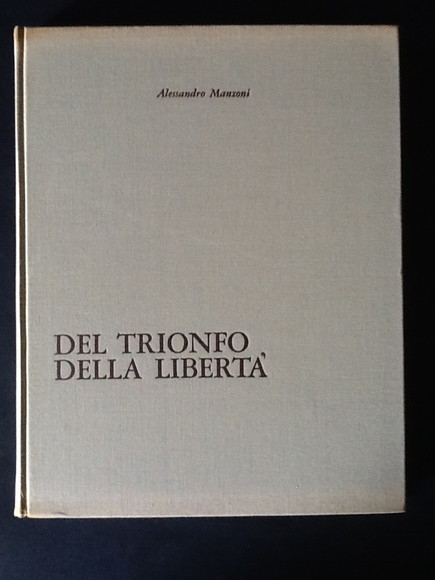 Alessandro Manzoni
DEL TRIONFO
DELLA LIBERTÀ